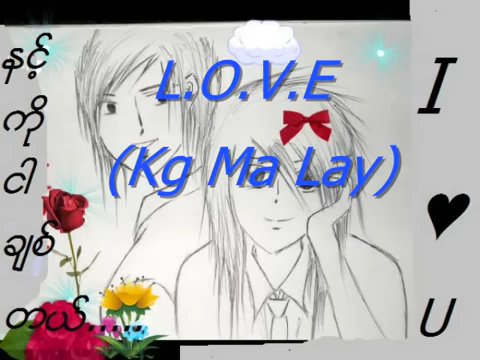 နင့်
ကို
ငါ
ချစ်
တယ်.....
L.O.V.E
(Kg Ma Lay)
I
♥
U